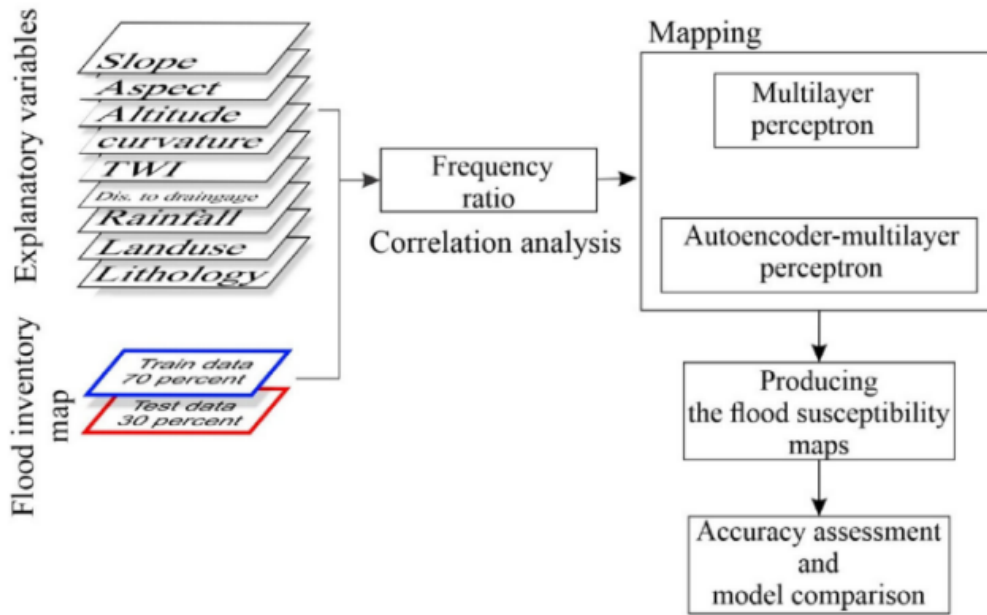 Explanatory variables
Slope
Aspect
Altitude
curvature
TWI
Dis. to draingage
Rainfall
Landuse
Lithology
Flood inventory
map
Train data
70 percent
Test data
30 percent
Frequency
ratio
Correlation analysis
Mapping
Multilayer
perceptron
Autoencoder-multilayer
perceptron
Producing
the flood susceptibility
maps
Accuracy assessment
and
model comparison